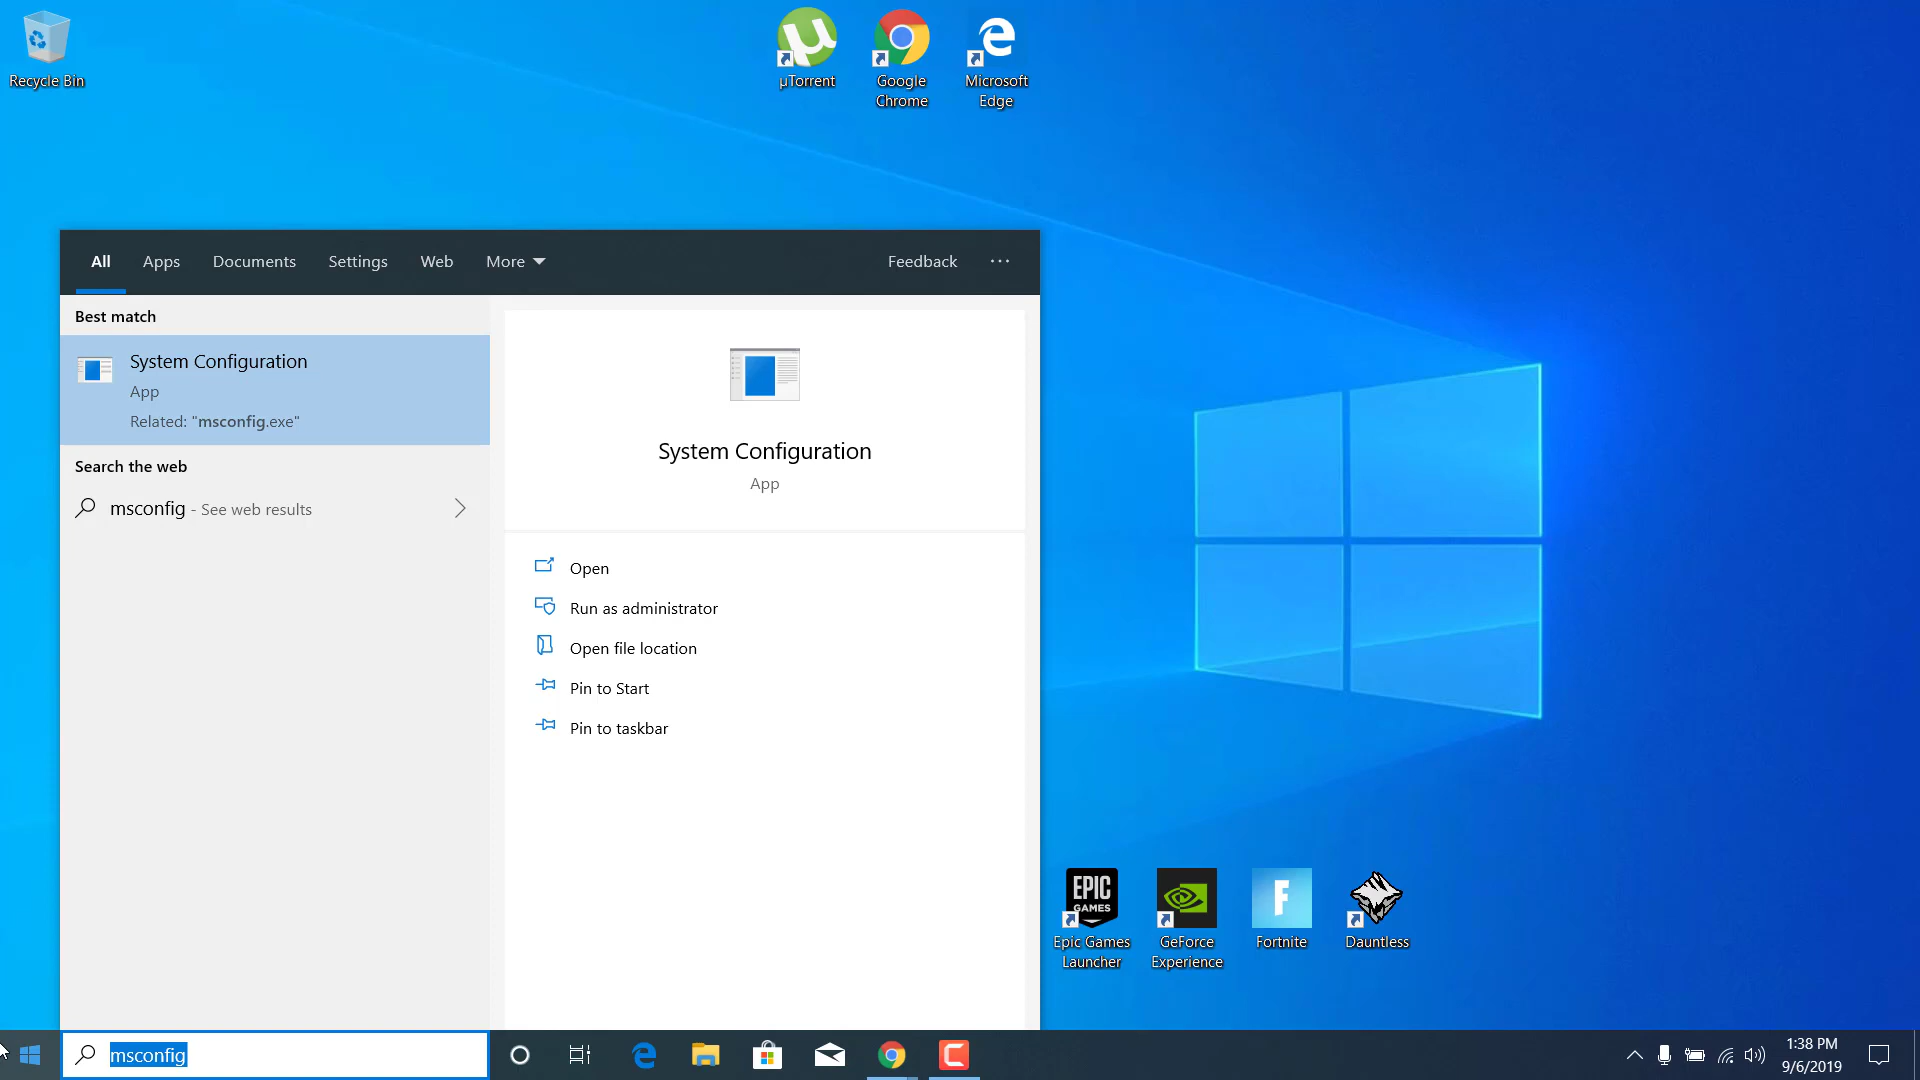 Recycle Bin
µTorrent
Google
Chrome
Microsoft
Edge
All Apps Documents Settings Web More Feedback ...
Best match
System Configuration
App
Related: "msconfig.exe"
Search the web
msconfig - See web results
System Configuration
App
Open
Run as administrator
Open file location
Pin to Start
Pin to taskbar
EPIC
GAMES
Epic Games
Launcher
GeForce
Experience
F
Fortnite
Dauntless
msconfig
1:38 PM
9/6/2019